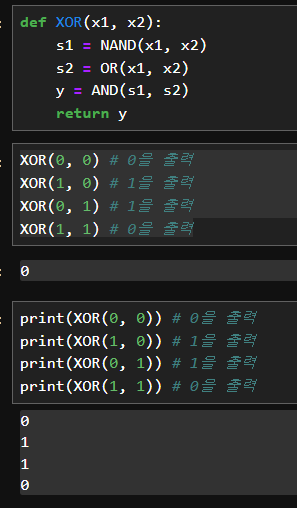 def XOR(x1, x2):
    s1 = NAND(x1, x2)
    s2 = OR(x1, x2)
    y = AND(s1, s2)
    return y
XOR(0, 0) # 0을 출력
XOR(1, 0) # 1을 출력
XOR(0, 1) # 1을 출력
XOR(1, 1) # 0을 출력
0
print(XOR(0, 0)) # 0을 출력
print(XOR(1, 0)) # 1을 출력
print(XOR(0, 1)) # 1을 출력
print(XOR(1, 1)) # 0을 출력
0
1
1
0